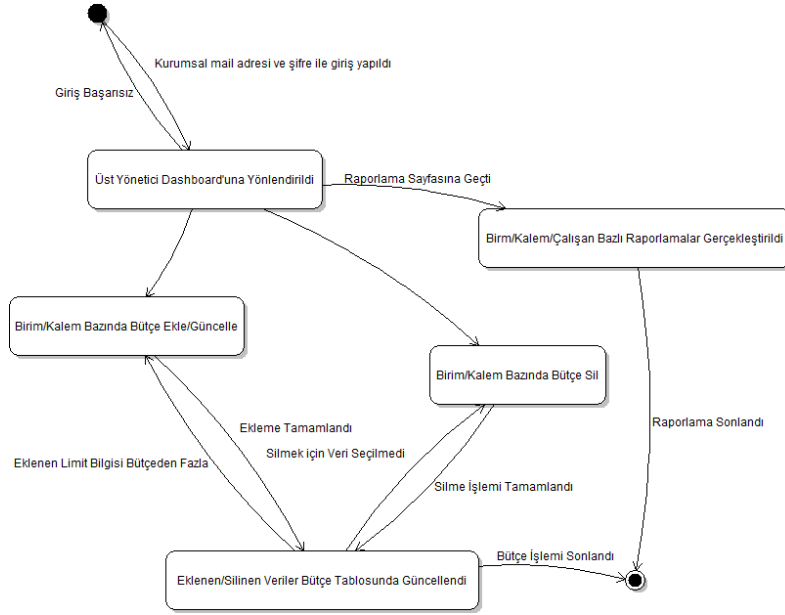 Kurumsal mail adresi ve şifre ile giriş yapıldı
Giriş Başarısız
Üst Yönetici Dashboard'una Yönlendirildi
Raporlama Sayfasına Geçti
Birm/Kalem/Çalışan Bazlı Raporlamalar Gerçekleştirildi
Birim/Kalem Bazında Bütçe Ekle/Güncelle
Birim/Kalem Bazında Bütçe Sil
Raporlama Sonlandı
Ekleme Tamamlandı
Silmek için Veri Seçilmedi
Eklenen Limit Bilgisi Bütçeden Fazla
Silme İşlemi Tamamlandı
Bütçe İşlemi Sonlandı
Eklenen/Silinen Veriler Bütçe Tablosunda Güncellendi